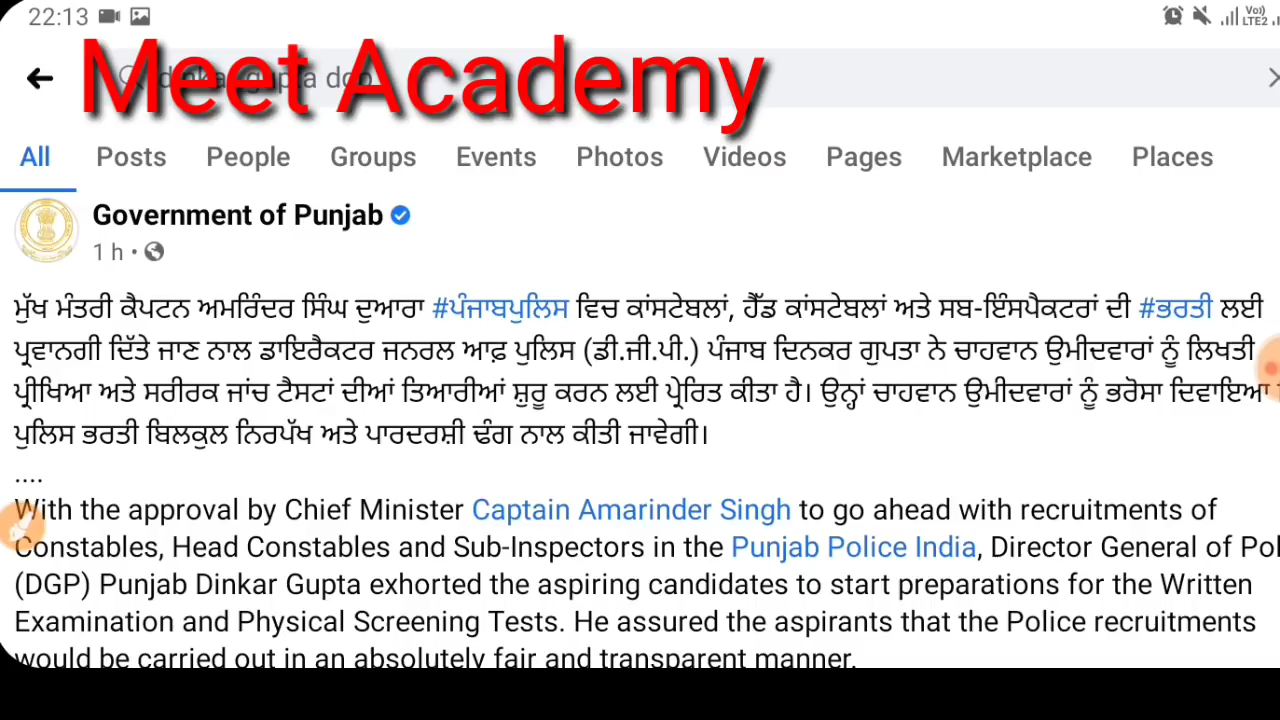 22:13 Vo) LTE2
Meet Academy
gupta
All Posts People Groups Events Photos Videos Pages Marketplace Places
Government of Punjab
1 h
ਮੁੱਖ ਮੰਤਰੀ ਕੈਪਟਨ ਅਮਰਿੰਦਰ ਸਿੰਘ ਦੁਆਰਾ #ਪੰਜਾਬਪੁਲਿਸ ਵਿਚ ਕਾਂਸਟੇਬਲਾਂ, ਹੈੱਡ ਕਾਂਸਟੇਬਲਾਂ ਅਤੇ ਸਬ-ਇੰਸਪੈਕਟਰਾਂ ਦੀ #ਭਰਤੀ ਲਈ
ਪ੍ਰਵਾਨਗੀ ਦਿੱਤੇ ਜਾਣ ਨਾਲ ਡਾਇਰੈਕਟਰ ਜਨਰਲ ਆਫ਼ ਪੁਲਿਸ (ਡੀ.ਜੀ.ਪੀ.) ਪੰਜਾਬ ਦਿਨਕਰ ਗੁਪਤਾ ਨੇ ਚਾਹਵਾਨ ਉਮੀਦਵਾਰਾਂ ਨੂੰ ਲਿਖਤੀ
ਪ੍ਰੀਖਿਆ ਅਤੇ ਸਰੀਰਕ ਜਾਂਚ ਟੈਸਟਾਂ ਦੀਆਂ ਤਿਆਰੀਆਂ ਸ਼ੁਰੂ ਕਰਨ ਲਈ ਪ੍ਰੇਰਿਤ ਕੀਤਾ ਹੈ। ਉਨ੍ਹਾਂ ਚਾਹਵਾਨ ਉਮੀਦਵਾਰਾਂ ਨੂੰ ਭਰੋਸਾ ਦਿਵਾਇਆ
ਪੁਲਿਸ ਭਰਤੀ ਬਿਲਕੁਲ ਨਿਰਪੱਖ ਅਤੇ ਪਾਰਦਰਸ਼ੀ ਢੰਗ ਨਾਲ ਕੀਤੀ ਜਾਵੇਗੀ।
....
With the approval by Chief Minister Captain Amarinder Singh to go ahead with recruitments of
Constables, Head Constables and Sub-Inspectors in the Punjab Police India, Director General of Pol
(DGP) Punjab Dinkar Gupta exhorted the aspiring candidates to start preparations for the Written
Examination and Physical Screening Tests. He assured the aspirants that the Police recruitments
would be carried out in an absolutely fair and transparent manner.